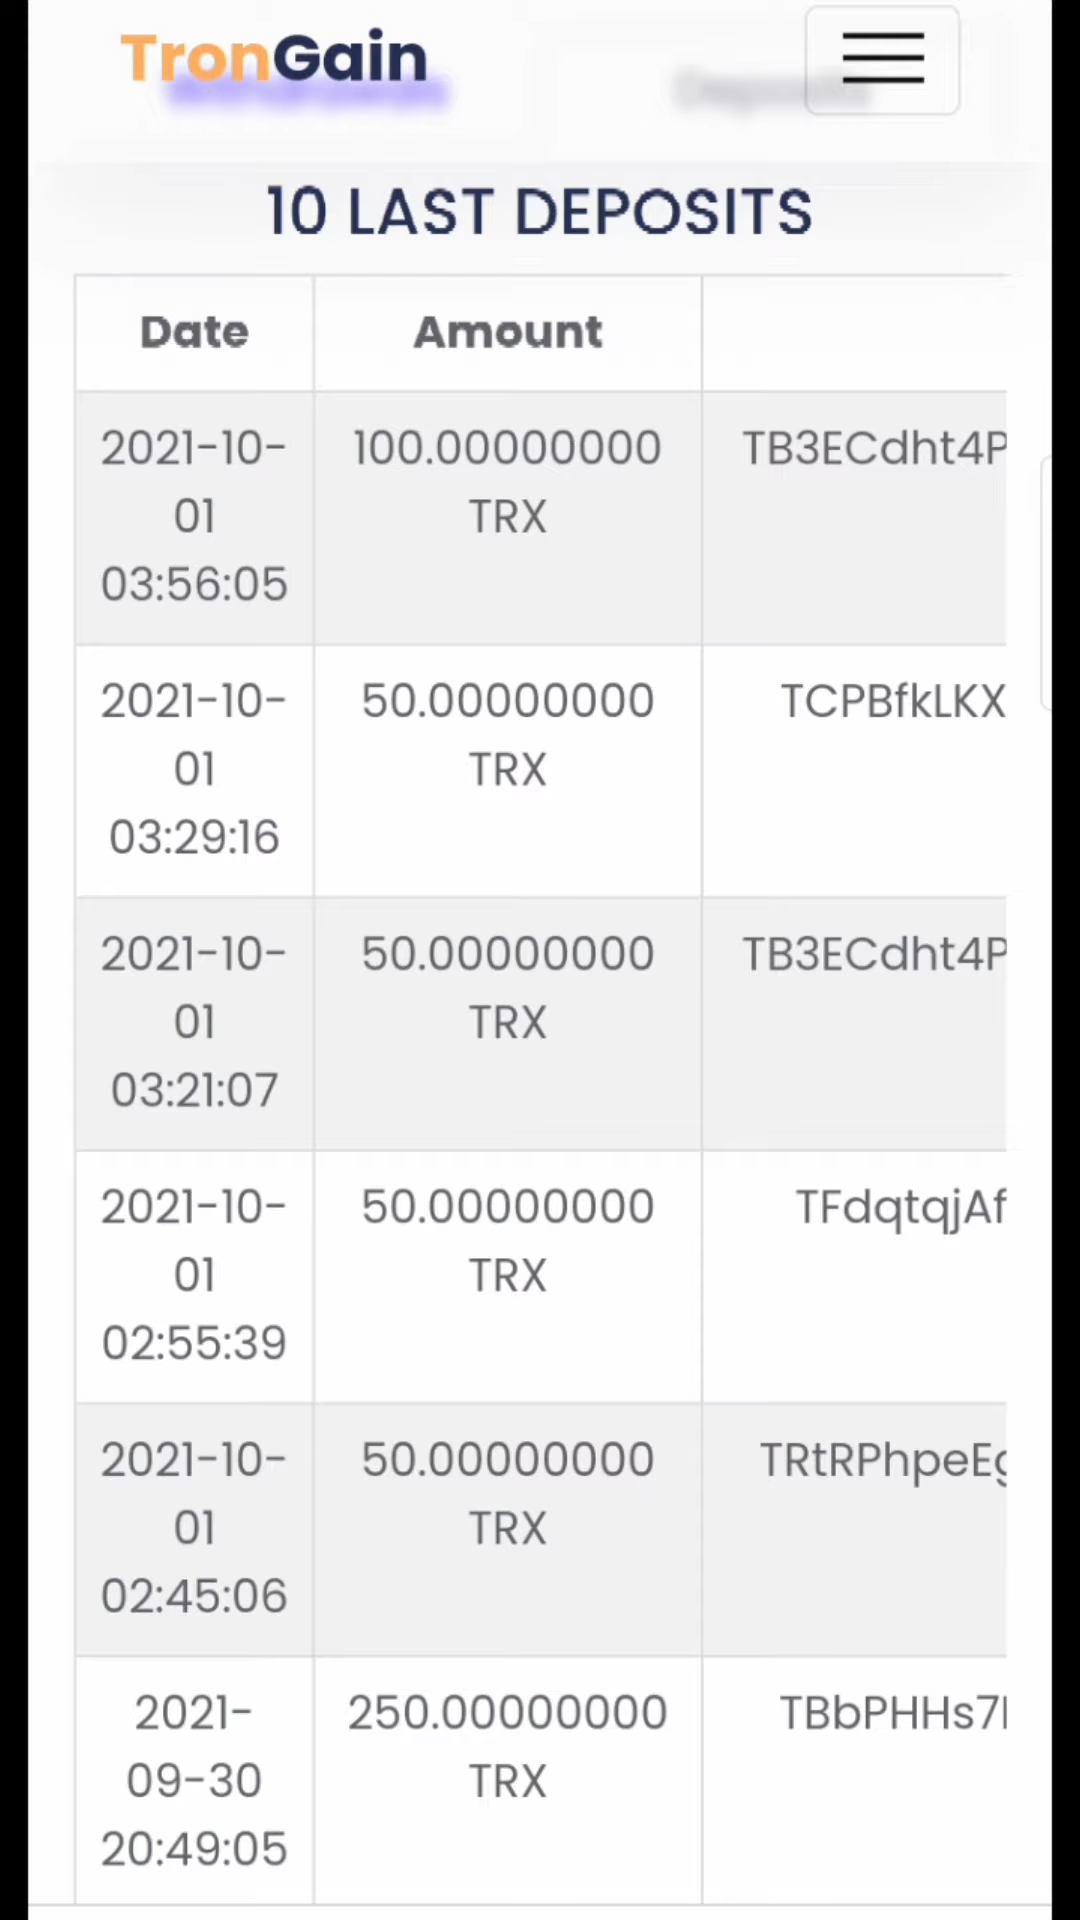 TronGain
Withdrawals Deposits
10 LAST DEPOSITS
Date Amount
2021-10- 100.00000000 TB3ECdht4P
01 TRX
03:56:05
2021-10- 50.00000000 TCPBfkLKX
01 TRX
03:29:16
2021-10- 50.00000000 TB3ECdht4P
01 TRX
03:21:07
2021-10- 50.00000000 TFdqtqjAf
01 TRX
02:55:39
2021-10- 50.00000000 TRtRPhpeEg
01 TRX
02:45:06
2021- 250.00000000 TBbPHHs7
09-30 TRX
20:49:05